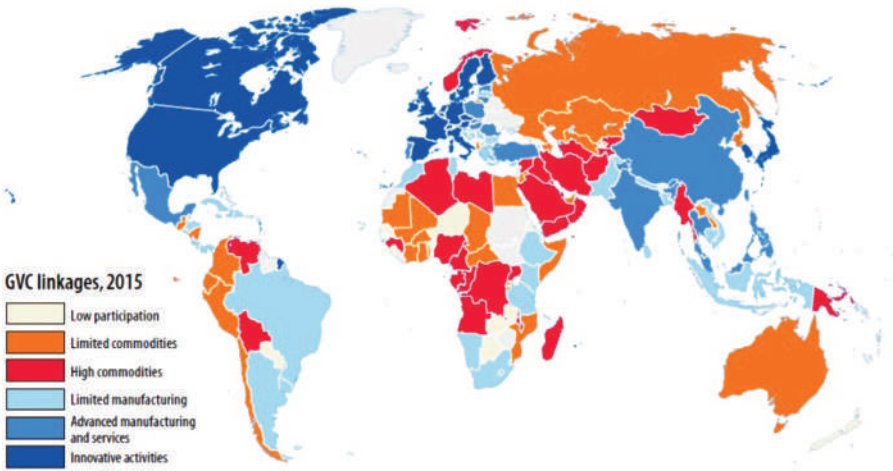 GVC linkages, 2015
Low participation
Limited commodities
High commodities
Limited manufacturing
Advanced manufacturing
and services
Innovative activities